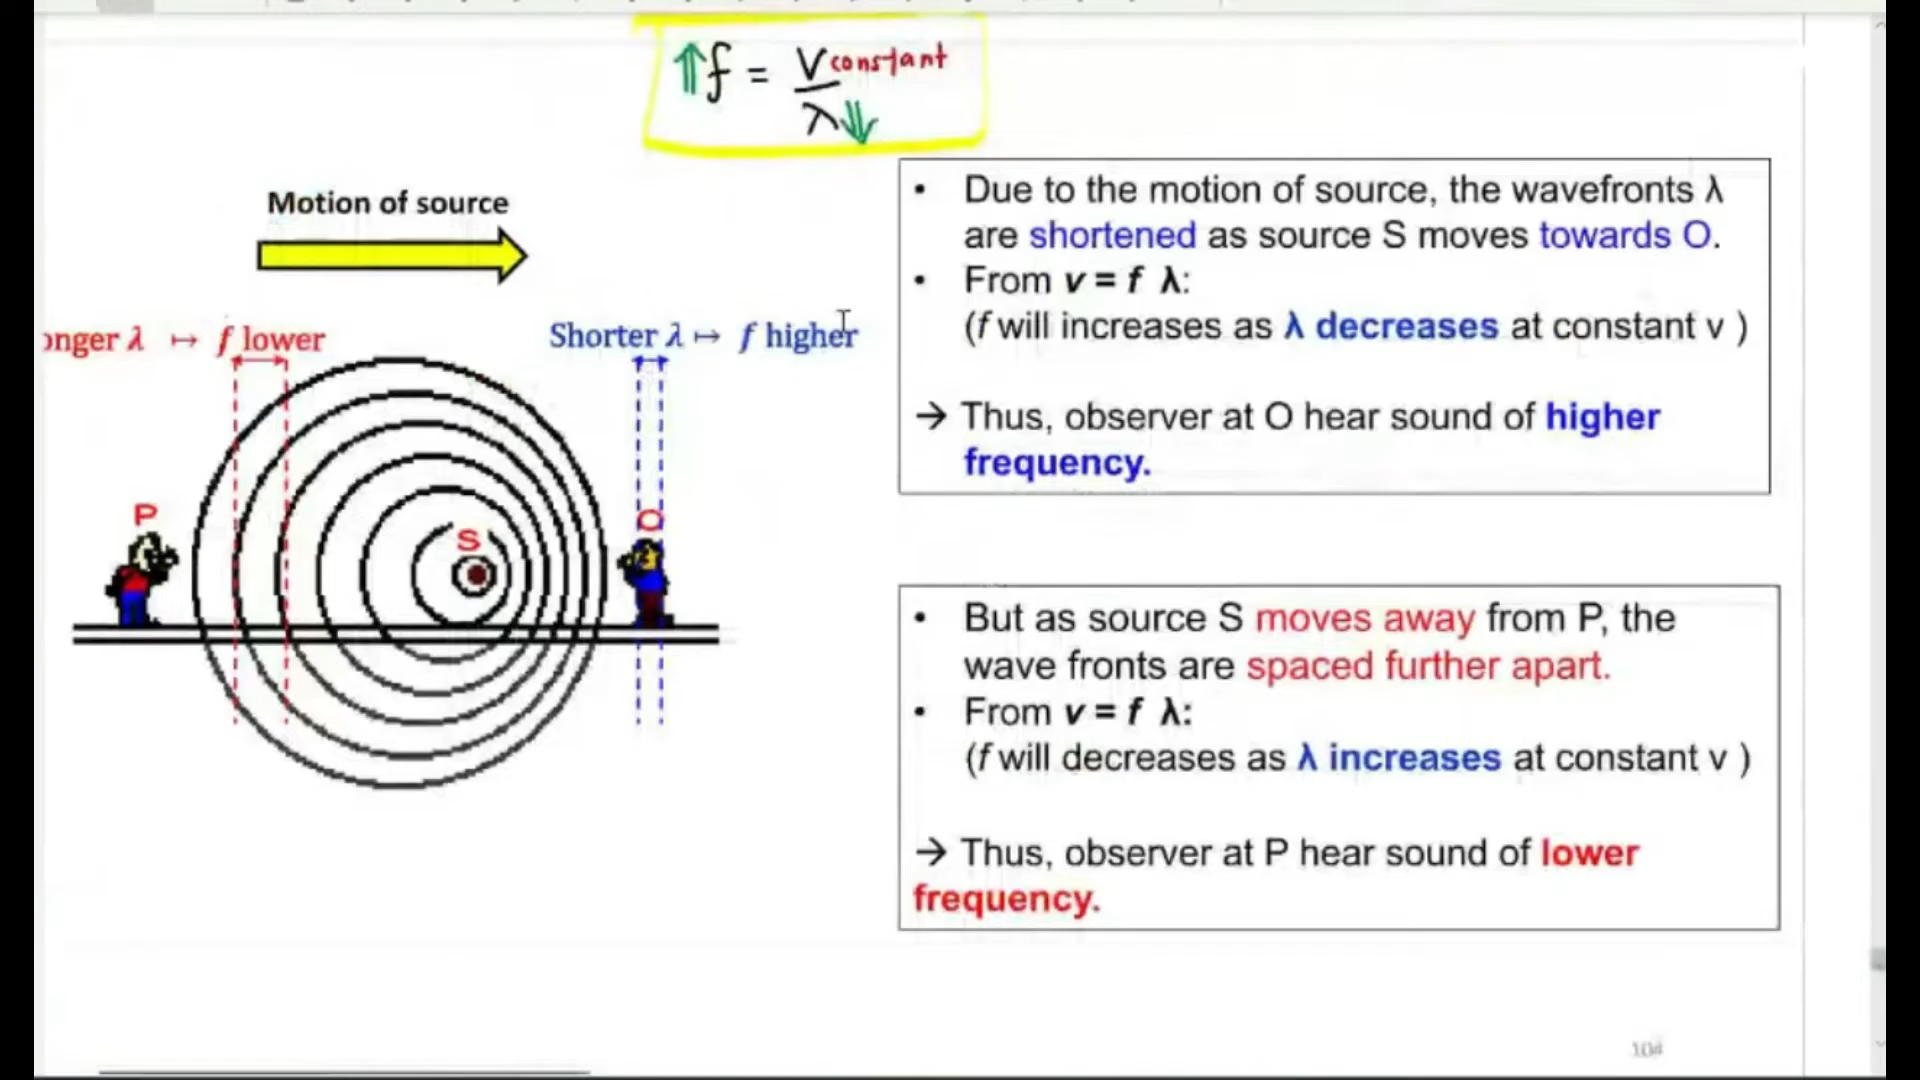 ⇑f = v constant
λ⇓
Motion of source
onger λ ↦ f lower
Shorter λ ↦ f higher
P
S
O
• Due to the motion of source, the wavefronts λ
are shortened as source S moves towards O.
• From v = f λ:
(f will increases as λ decreases at constant v )
→ Thus, observer at O hear sound of higher
frequency.
• But as source S moves away from P, the
wave fronts are spaced further apart.
• From v = f λ:
(f will decreases as λ increases at constant v )
→ Thus, observer at P hear sound of lower
frequency.
104